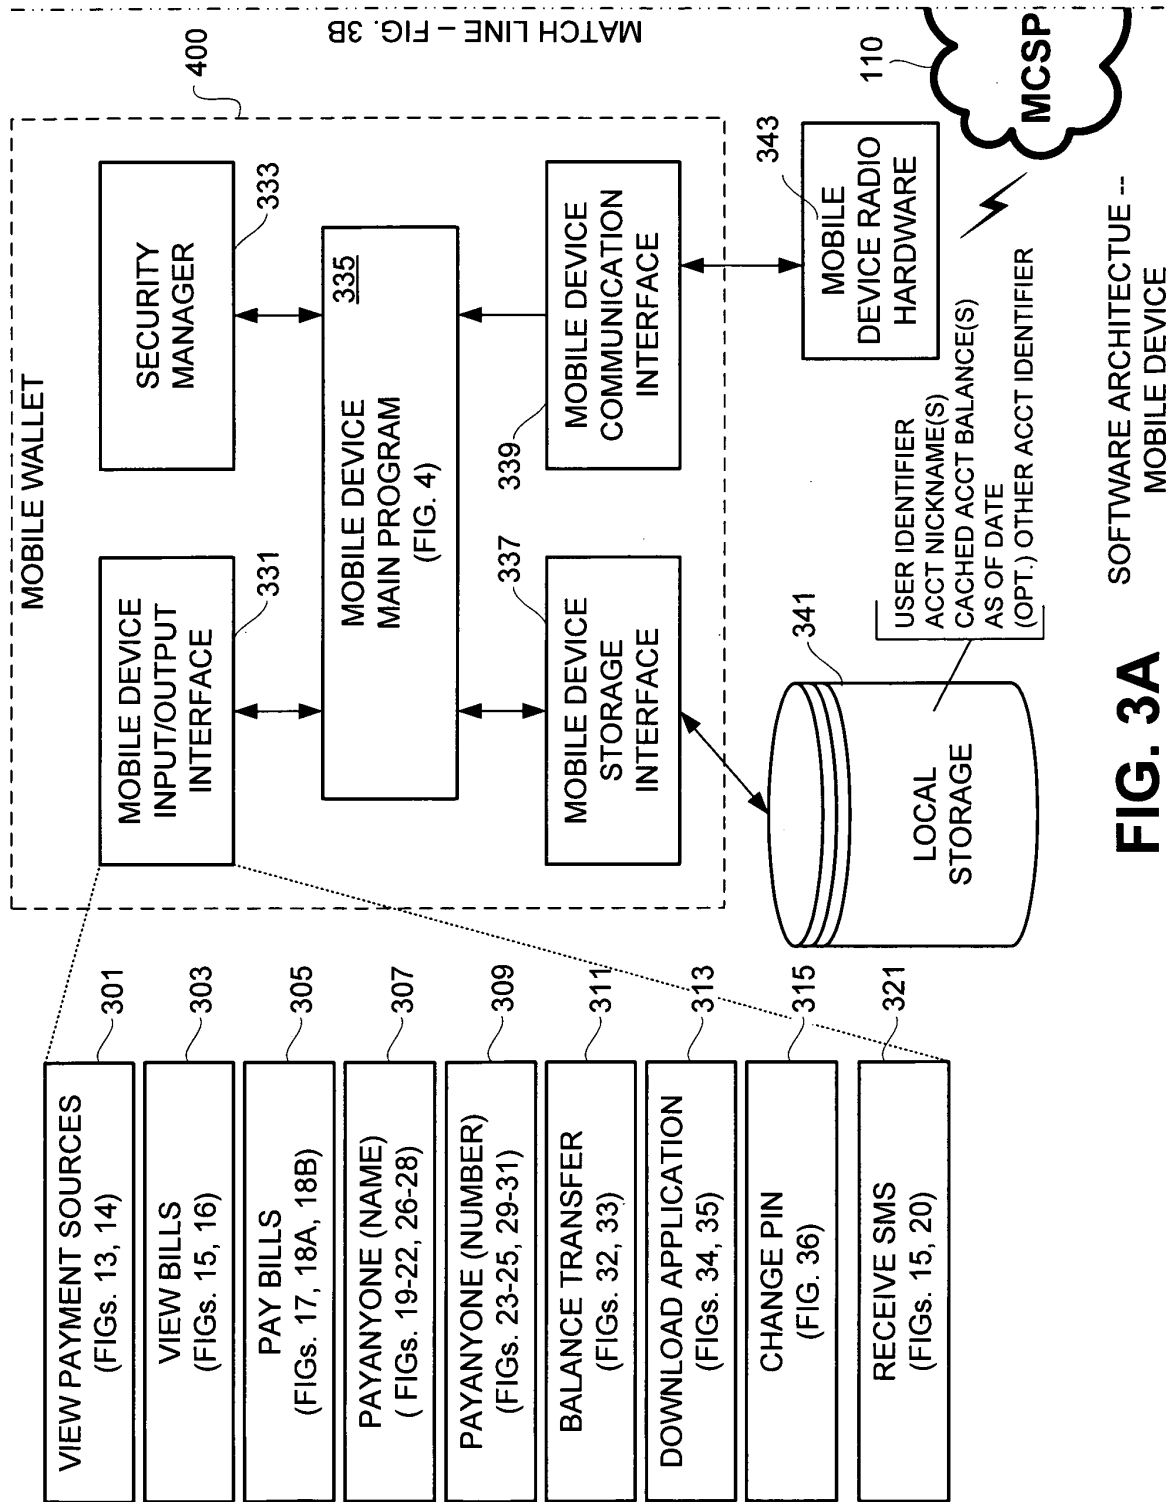 MOBILE WALLET
400
MATCH LINE – FIG. 3B
VIEW PAYMENT SOURCES
(FIGs. 13, 14)
301
VIEW BILLS
(FIGs. 15, 16)
303
PAY BILLS
(FIGs. 17, 18A, 18B)
305
PAYANYONE (NAME)
( FIGs. 19-22, 26-28)
307
PAYANYONE (NUMBER)
(FIGs. 23-25, 29-31)
309
BALANCE TRANSFER
(FIGs. 32, 33)
311
DOWNLOAD APPLICATION
(FIGs. 34, 35)
313
CHANGE PIN
(FIG. 36)
315
RECEIVE SMS
(FIGs. 15, 20)
321
MOBILE DEVICE
INPUT/OUTPUT
INTERFACE
331
SECURITY
MANAGER
333
MOBILE DEVICE
MAIN PROGRAM
(FIG. 4)
335
MOBILE DEVICE
STORAGE
INTERFACE
337
MOBILE DEVICE
COMMUNICATION
INTERFACE
339
LOCAL
STORAGE
341
USER IDENTIFIER
ACCT NICKNAME(S)
CACHED ACCT BALANCE(S)
AS OF DATE
(OPT.) OTHER ACCT IDENTIFIER
MOBILE
DEVICE RADIO
HARDWARE
343
MCSP
110
FIG. 3A
SOFTWARE ARCHITECTUE --
MOBILE DEVICE